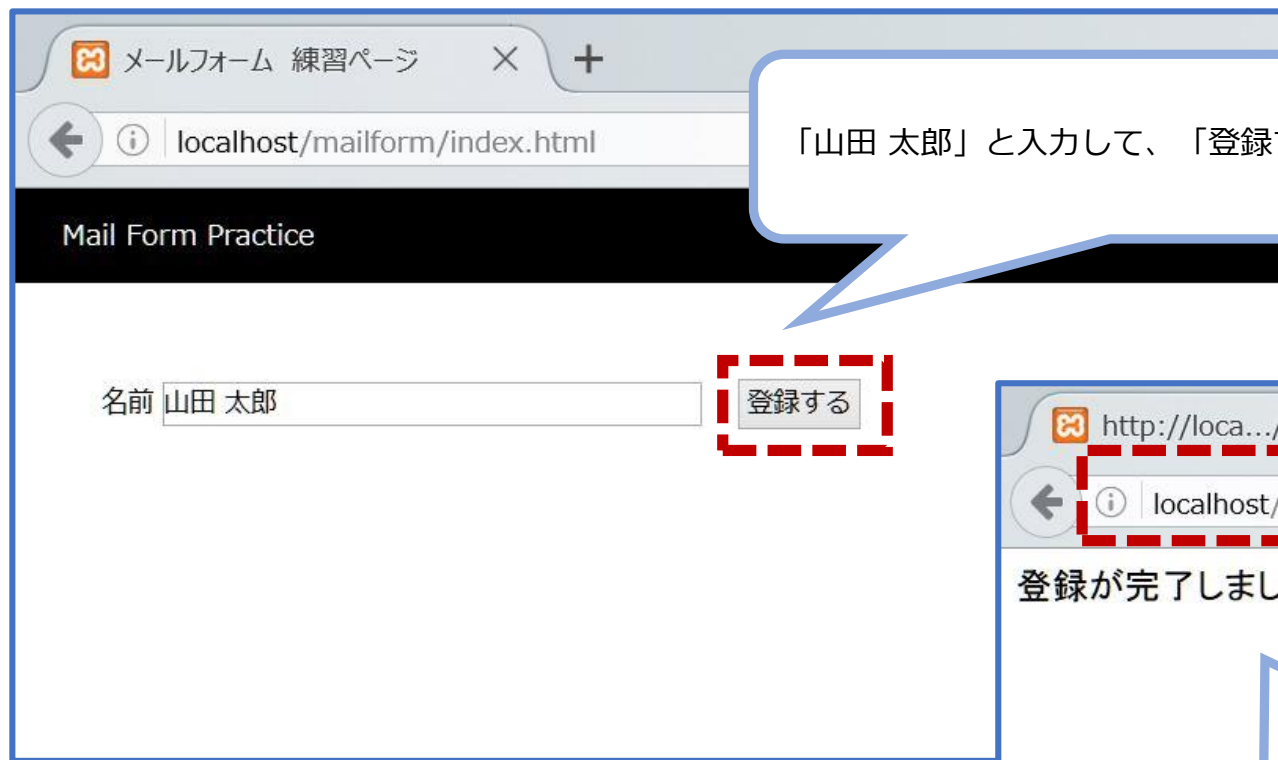 メールフォーム 練習ページ
localhost/mailform/index.html
「山田 太郎」と入力して、「登録
Mail Form Practice
名前 山田 太郎 登録する
http://loca.../
localhost/
登録が完了しまし